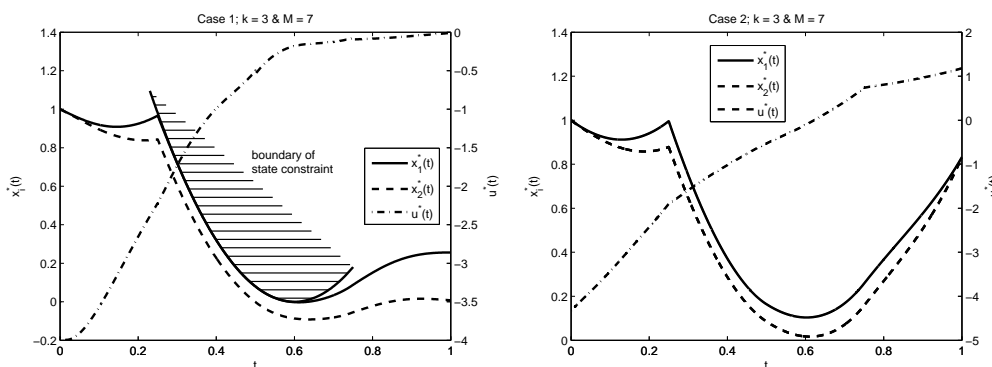 Case 1; k = 3 & M = 7
1.4
1.2
1
0.8
0.6
0.4
0.2
0
−0.2
x*i(t)
0
−0.5
−1
−1.5
−2
−2.5
−3
−3.5
−4
u*(t)
boundary of
state constraint
x*1(t)
x*2(t)
u*(t)
0 0.2 0.4 0.6 0.8 1
t
Case 2; k = 3 & M = 7
1.4
1.2
1
0.8
0.6
0.4
0.2
0
x*i(t)
2
1
0
−1
−2
−3
−4
−5
u*(t)
x*1(t)
x*2(t)
u*(t)
0 0.2 0.4 0.6 0.8 1
t